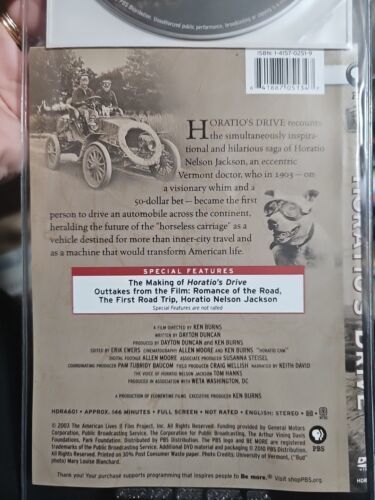 PBS Distribution. Unauthorized public performance, broadcasting or
ISBN: 1-4157-0251-9
HORATIO'S DRIVE recounts
the simultaneously inspira-
tional and hilarious saga of Horatio
Nelson Jackson, an eccentric
Vermont doctor, who in 1903 — on
a visionary whim and a
50-dollar bet — became the first
person to drive an automobile across the continent,
heralding the future of the "horseless carriage" as a
vehicle destined for more than inner-city travel and
as a machine that would transform American life.
SPECIAL FEATURES
The Making of Horatio's Drive
Outtakes from the Film: Romance of the Road,
The First Road Trip, Horatio Nelson Jackson
Special Features are not rated
A FILM DIRECTED BY KEN BURNS
WRITTEN BY DAYTON DUNCAN
PRODUCED BY DAYTON DUNCAN AND KEN BURNS
EDITED BY ERIK EWERS CINEMATOGRAPHY ALLEN MOORE AND KEN BURNS "HORATIO CAM"
DIGITAL FOOTAGE ALLEN MOORE ASSOCIATE PRODUCER SUSANNA STEISEL
COORDINATING PRODUCER PAM TUBRIDY BAUCOM FIELD PRODUCER CRAIG MELLISH NARRATED BY KEITH DAVID
THE VOICE OF HORATIO NELSON JACKSON TOM HANKS
PRODUCED IN ASSOCIATION WITH WETA WASHINGTON, DC
A PRODUCTION OF FLORENTINE FILMS. EXECUTIVE PRODUCER KEN BURNS
HDRA601 • APPROX. 146 MINUTES • FULL SCREEN • NOT RATED • ENGLISH: STEREO
© 2003 The American Lives II Film Project, Inc. All Rights Reserved. Funding provided by General Motors
Corporation, Public Broadcasting Service, The Corporation for Public Broadcasting, The Arthur Vining Davis
Foundations, Park Foundation. Distributed by PBS Distribution. The PBS logo and BE MORE are registered
trademarks of the Public Broadcasting Service. Additional DVD material and packaging © 2010 PBS Distribution.
All Rights Reserved. Printed on 30% Post Consumer waste paper. Photo Credits: University of Vermont, ("Bud"
photo) Mary Louise Blanchard.
PBS
Thank you! Your purchase supports programming that inspires people to Be more.® Visit shopPBS.org.
HORATIO'S DRIVE